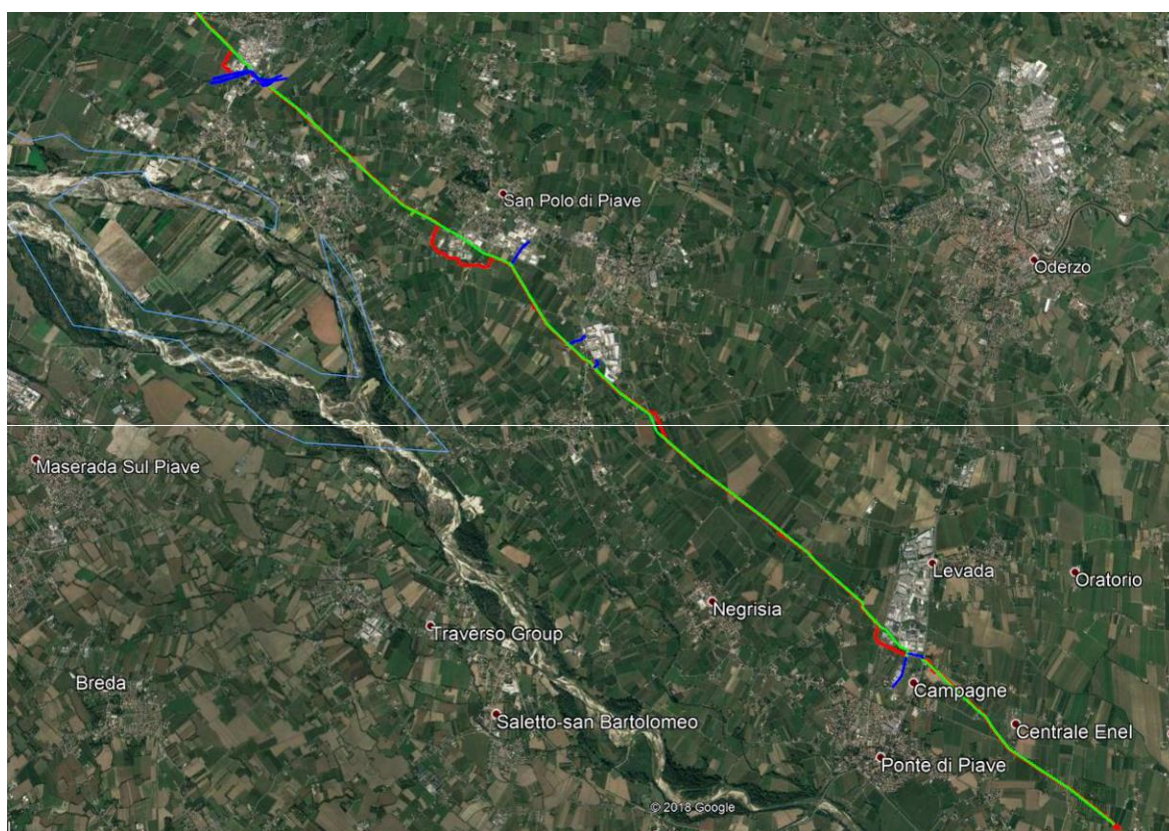 San Polo di Piave
Oderzo
Maserada Sul Piave
Levada
Oratorio
Negrisia
Traverso Group
Breda
Campagne
Saletto-san Bartolomeo
Centrale Enel
Ponte di Piave
© 2018 Google